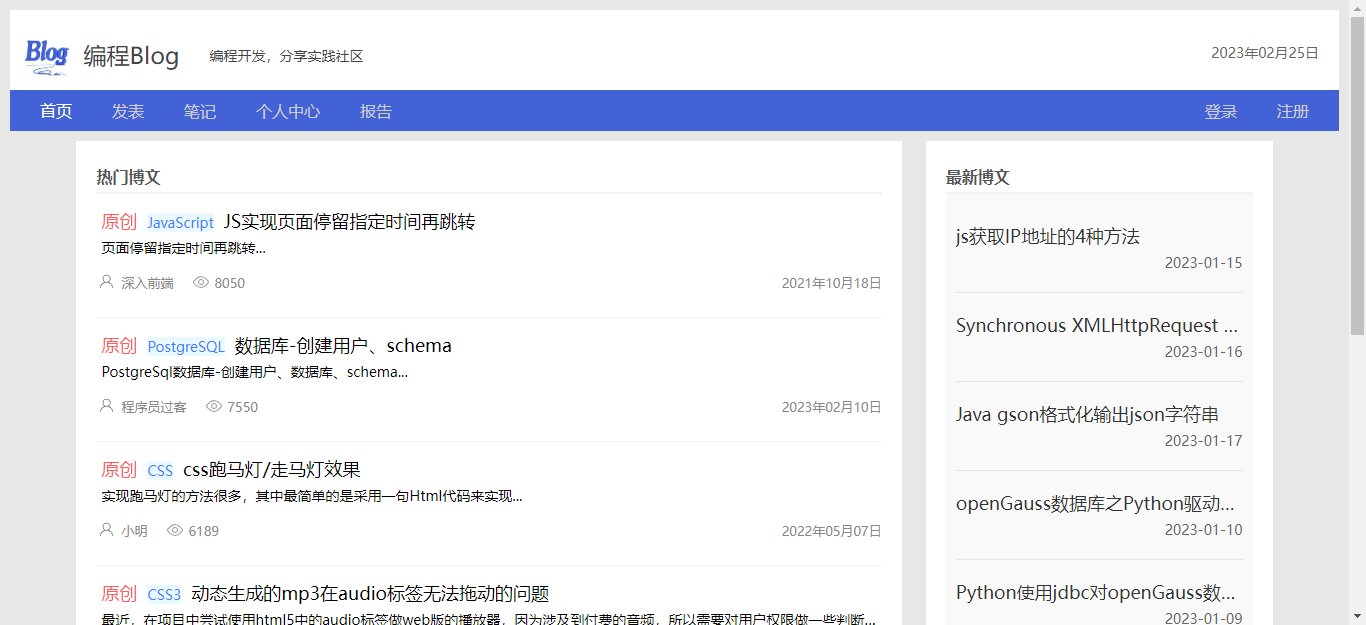 Blog 编程Blog 编程开发，分享实践社区 2023年02月25日
首页 发表 笔记 个人中心 报告 登录 注册
热门博文
原创 JavaScript JS实现页面停留指定时间再跳转
页面停留指定时间再跳转...
深入前端 8050 2021年10月18日
原创 PostgreSQL 数据库-创建用户、schema
PostgreSql数据库-创建用户、数据库、schema...
程序员过客 7550 2023年02月10日
原创 CSS css跑马灯/走马灯效果
实现跑马灯的方法很多，其中最简单的是采用一句Html代码来实现...
小明 6189 2022年05月07日
原创 CSS3 动态生成的mp3在audio标签无法拖动的问题
最近，在项目中尝试使用html5中的audio标签做web版的播放器，因为涉及到付费的音频，所以需要对用户权限做一些判断...
最新博文
js获取IP地址的4种方法
2023-01-15
Synchronous XMLHttpRequest ...
2023-01-16
Java gson格式化输出json字符串
2023-01-17
openGauss数据库之Python驱动...
2023-01-10
Python使用jdbc对openGauss数...
2023-01-09